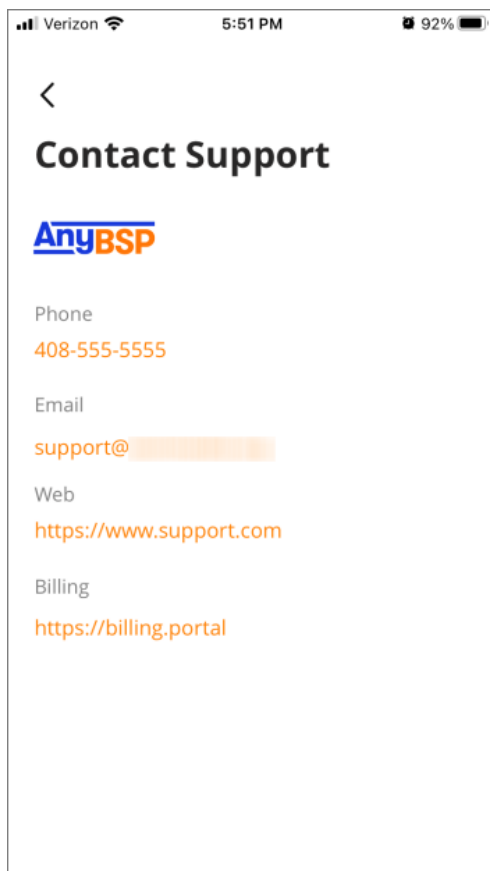 Verizon 5:51 PM 92%
Contact Support
AnyBSP
Phone
408-555-5555
Email
support@
Web
https://www.support.com
Billing
https://billing.portal